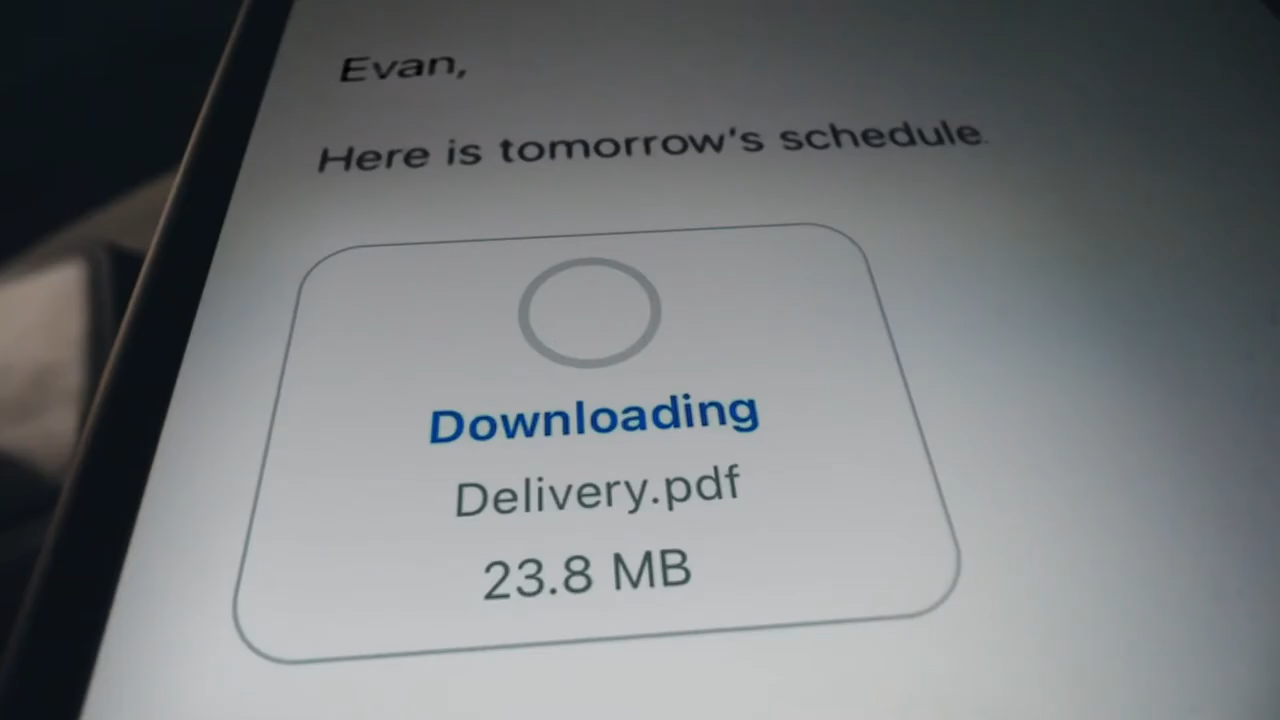 Evan,
Here is tomorrow's schedule.
Downloading
Delivery.pdf
23.8 MB